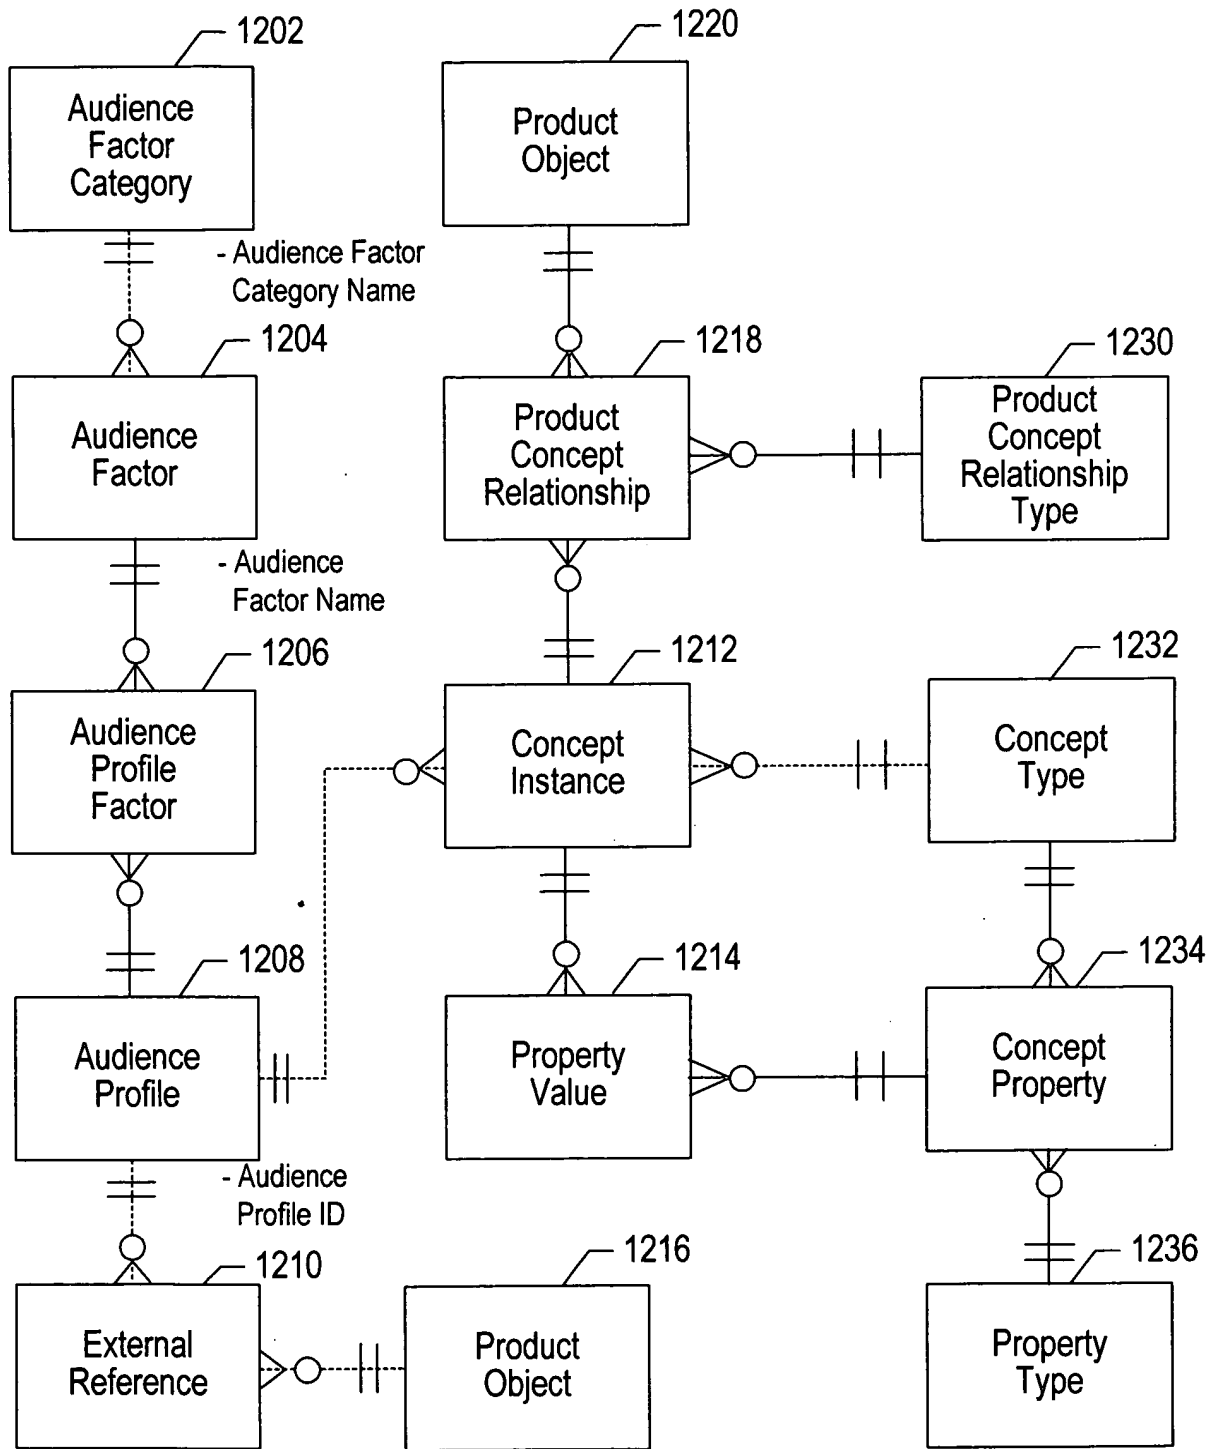 1202
Audience
Factor
Category
- Audience Factor
Category Name
1204
Audience
Factor
- Audience
Factor Name
1206
Audience
Profile
Factor
1208
Audience
Profile
- Audience
Profile ID
1210
External
Reference
1216
Product
Object
1220
Product
Object
1218
Product
Concept
Relationship
1230
Product
Concept
Relationship
Type
1212
Concept
Instance
1232
Concept
Type
1214
Property
Value
1234
Concept
Property
1236
Property
Type